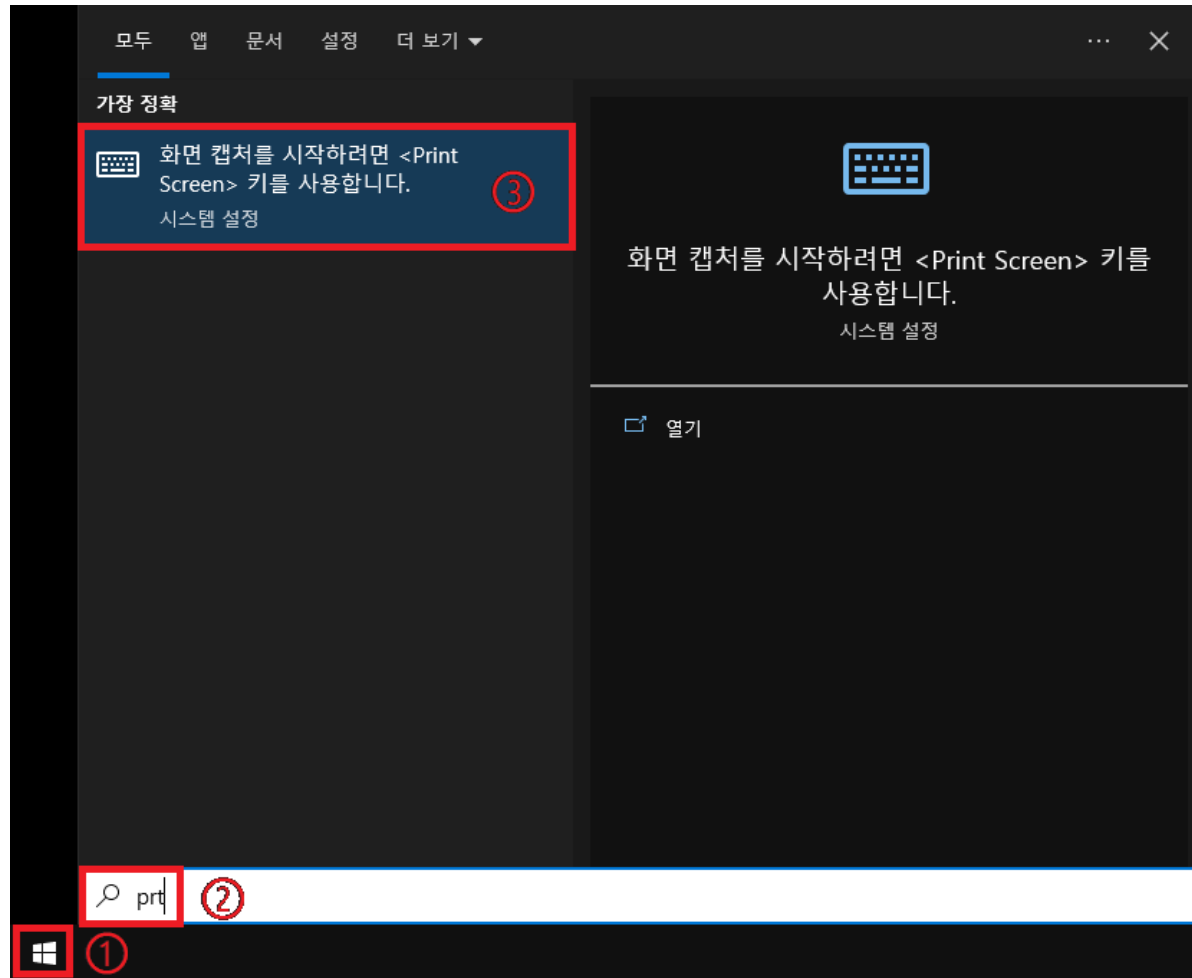 모두 앱 문서 설정 더 보기
가장 정확
화면 캡처를 시작하려면 <Print
Screen> 키를 사용합니다.
③
시스템 설정
화면 캡처를 시작하려면 <Print Screen> 키를
사용합니다.
시스템 설정
열기
prt ②
①